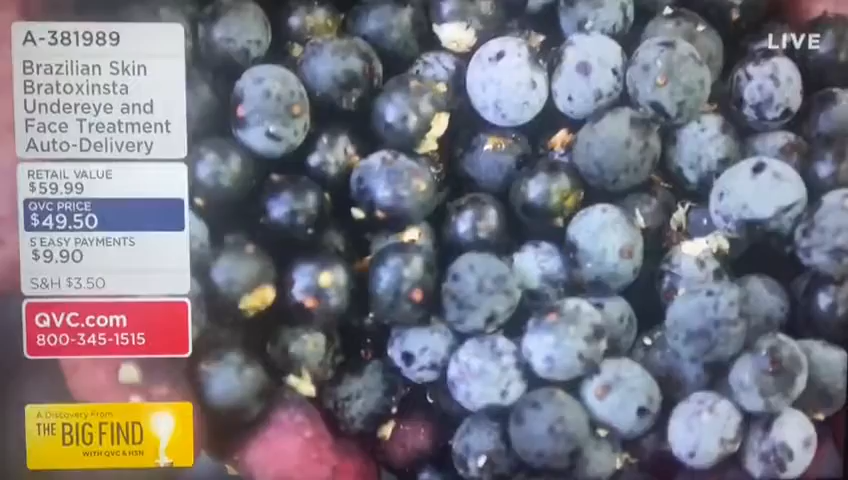 A-381989
Brazilian Skin
Bratoxinsta
Undereye and
Face Treatment
Auto-Delivery
RETAIL VALUE
$59.99
QVC PRICE
$49.50
5 EASY PAYMENTS
$9.90
S&H $3.50
QVC.com
800-345-1515
A Discovery From
THE BIG FIND
WITH QVC & HSN
LIVE